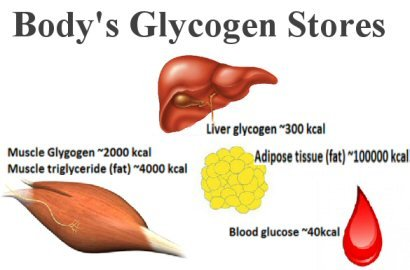 Body's Glycogen Stores
Liver glycogen ~300 kcal
Muscle Glygogen ~2000 kcal
Muscle triglyceride (fat) ~4000 kcal
Adipose tissue (fat) ~100000 kcal
Blood glucose ~40kcal